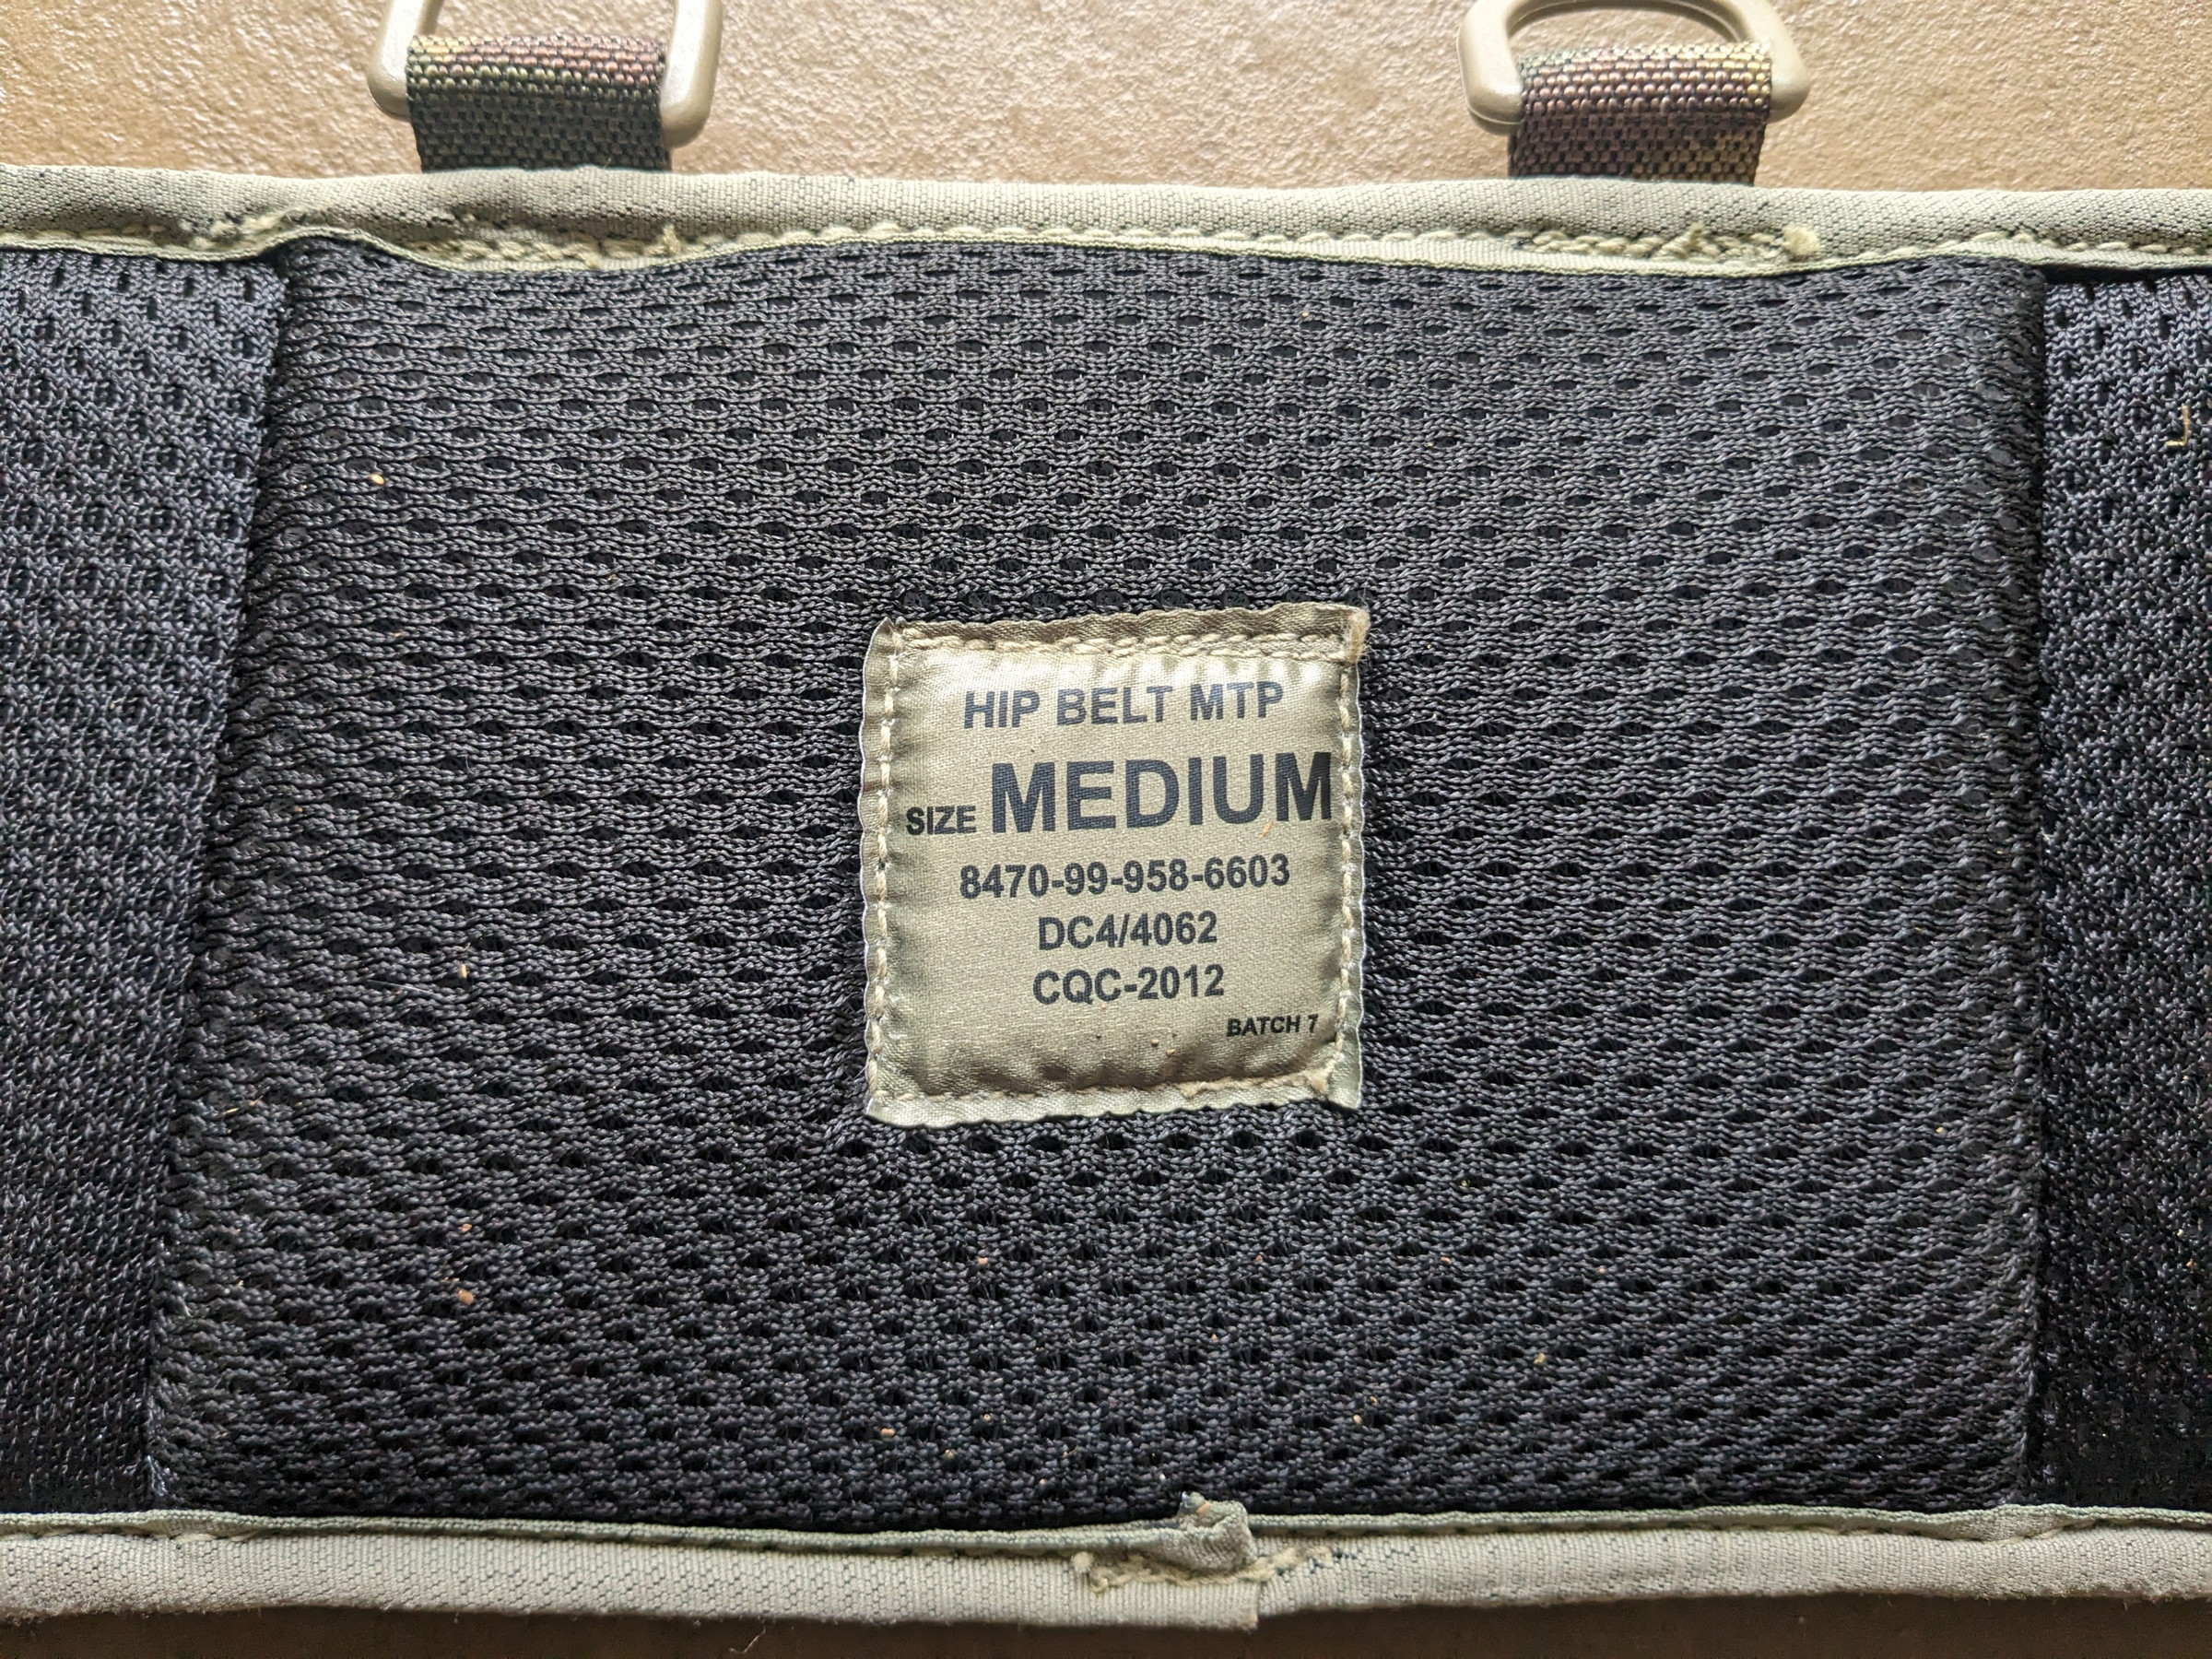 HIP BELT MTP
SIZE MEDIUM
8470-99-958-6603
DC4/4062
CQC-2012
BATCH 7